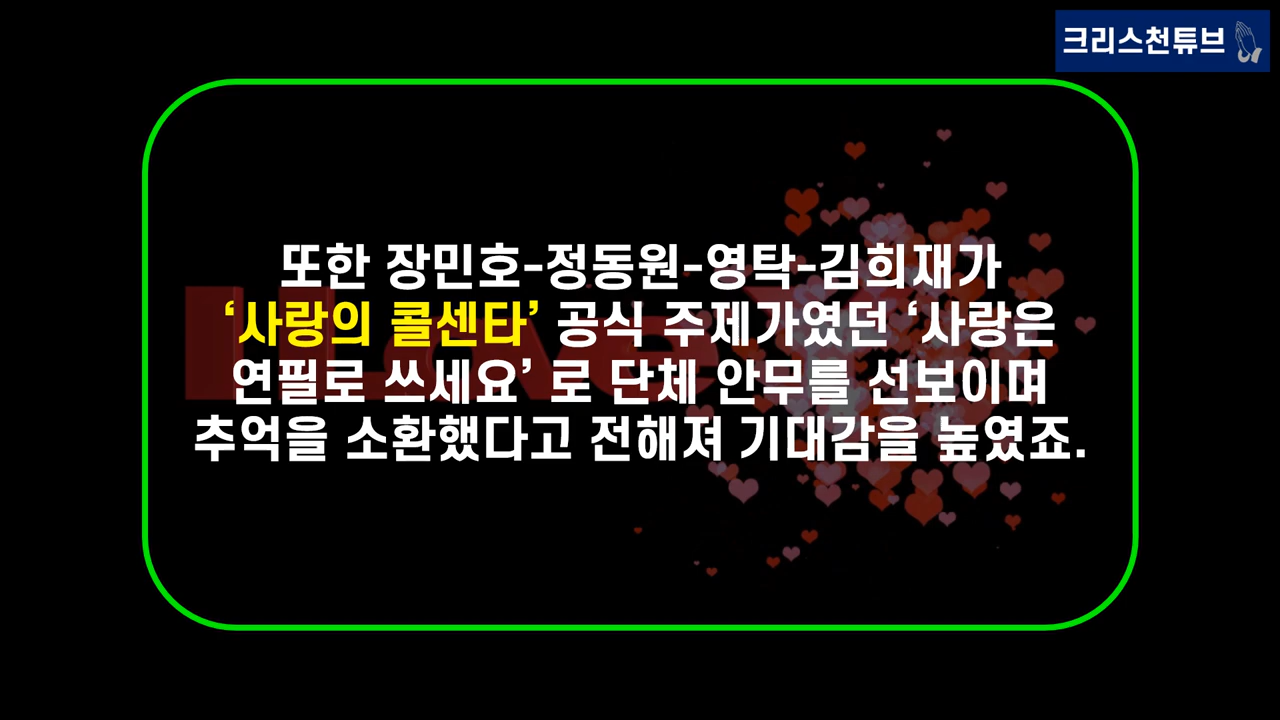 크리스천튜브
또한 장민호-정동원-영탁-김희재가
‘사랑의 콜센타’ 공식 주제가였던 ‘사랑은
연필로 쓰세요’ 로 단체 안무를 선보이며
추억을 소환했다고 전해져 기대감을 높였죠.